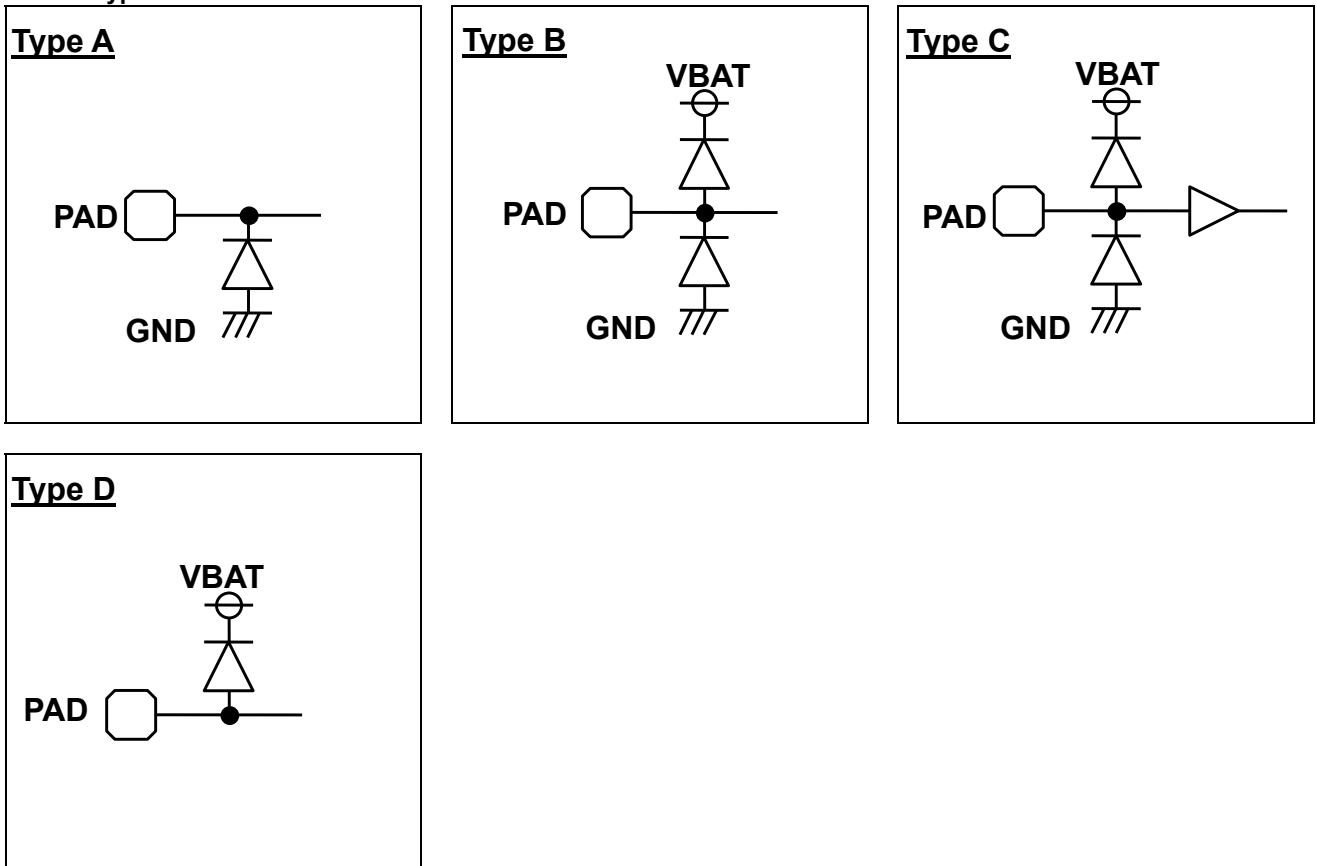 Type A
PAD
GND
Type B
VBAT
PAD
GND
Type C
VBAT
PAD
GND
Type D
VBAT
PAD